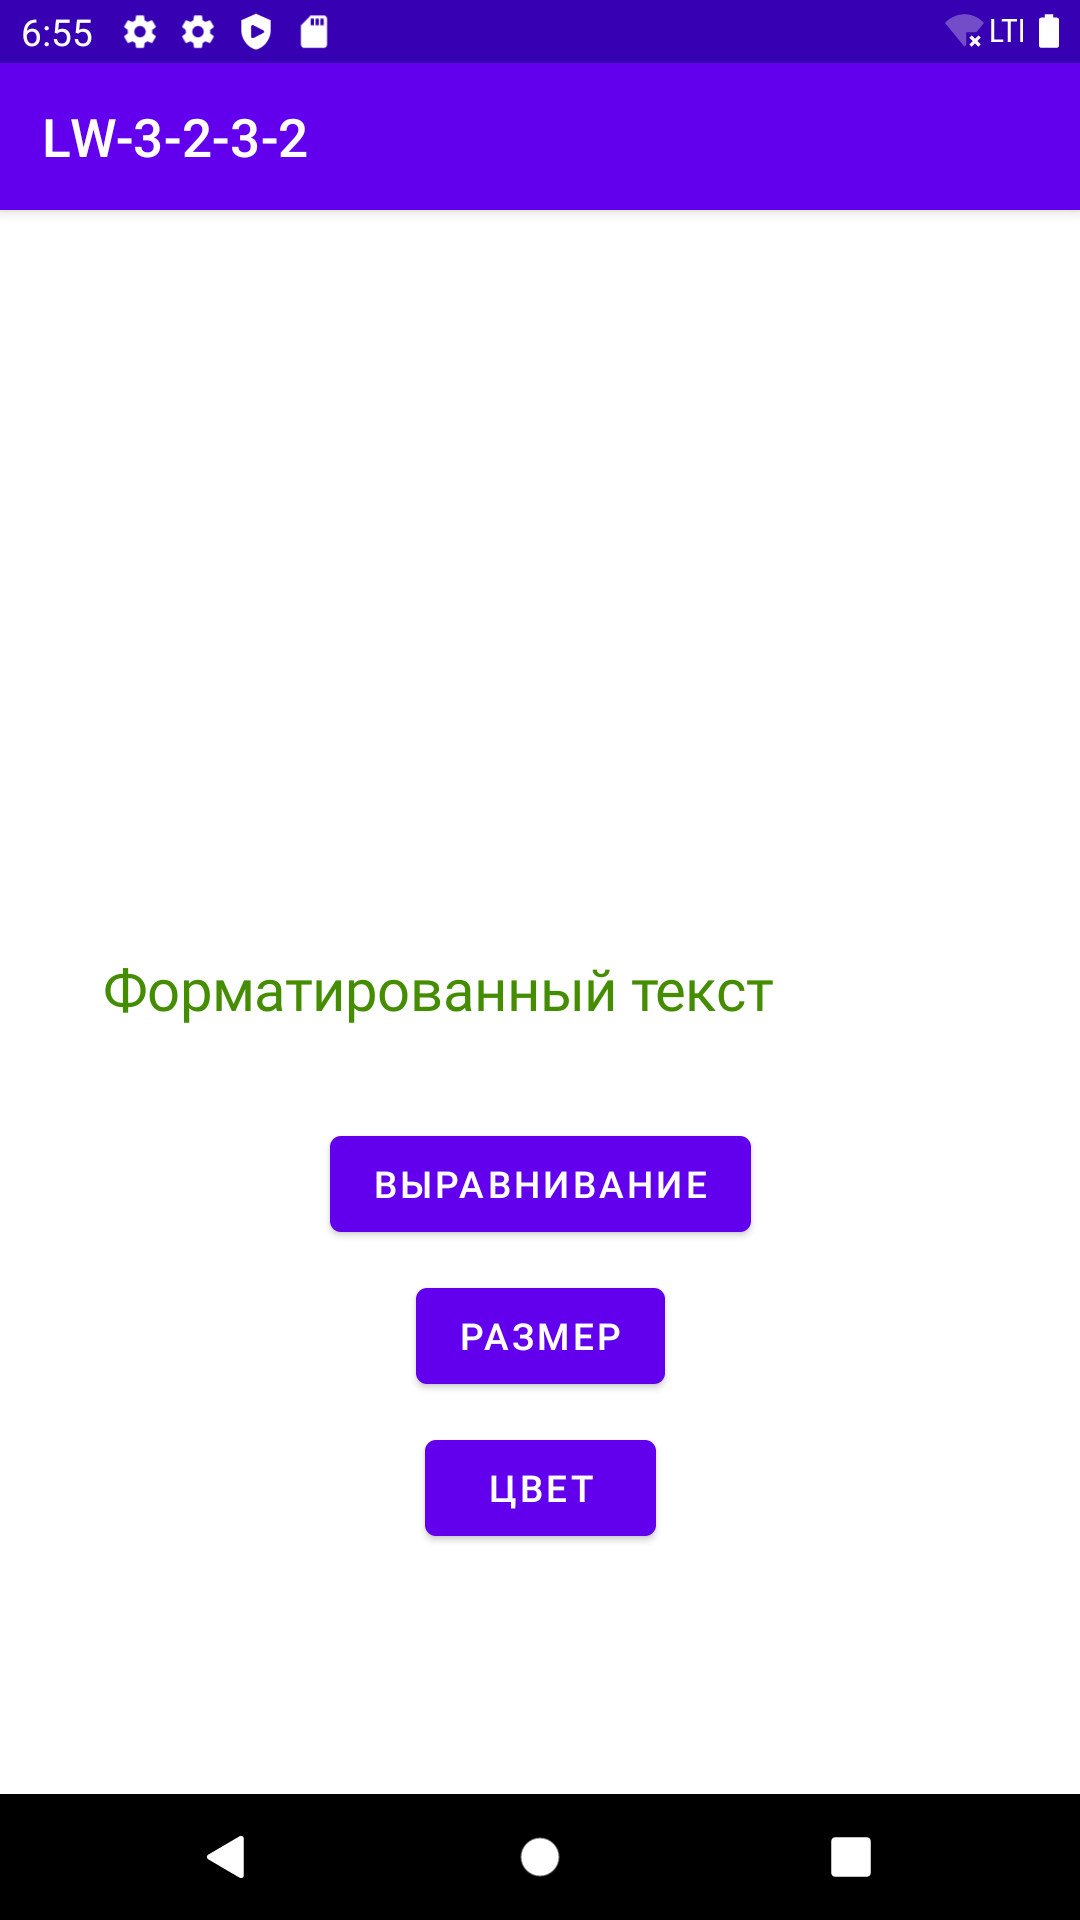 6:55 LTI
LW-3-2-3-2
Форматированный текст
ВЫРАВНИВАНИЕ
РАЗМЕР
ЦВЕТ